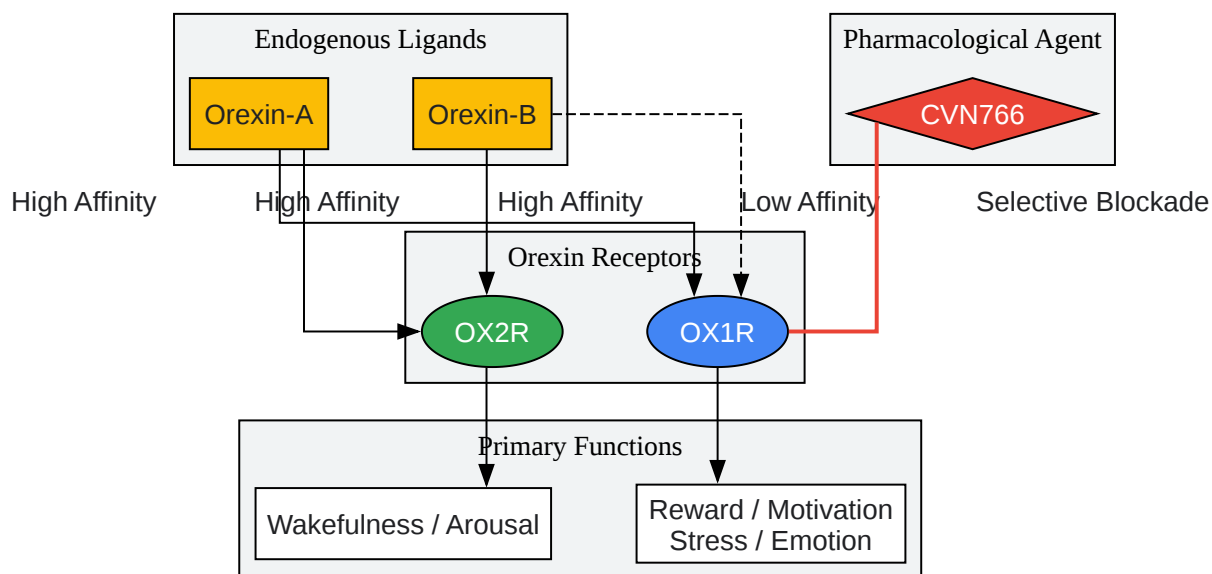 Endogenous Ligands
Pharmacological Agent
Orexin-A
Orexin-B
CVN766
High Affinity
High Affinity
High Affinity
Low Affinity
Selective Blockade
Orexin Receptors
OX2R
OX1R
Primary Functions
Wakefulness / Arousal
Reward / Motivation
Stress / Emotion